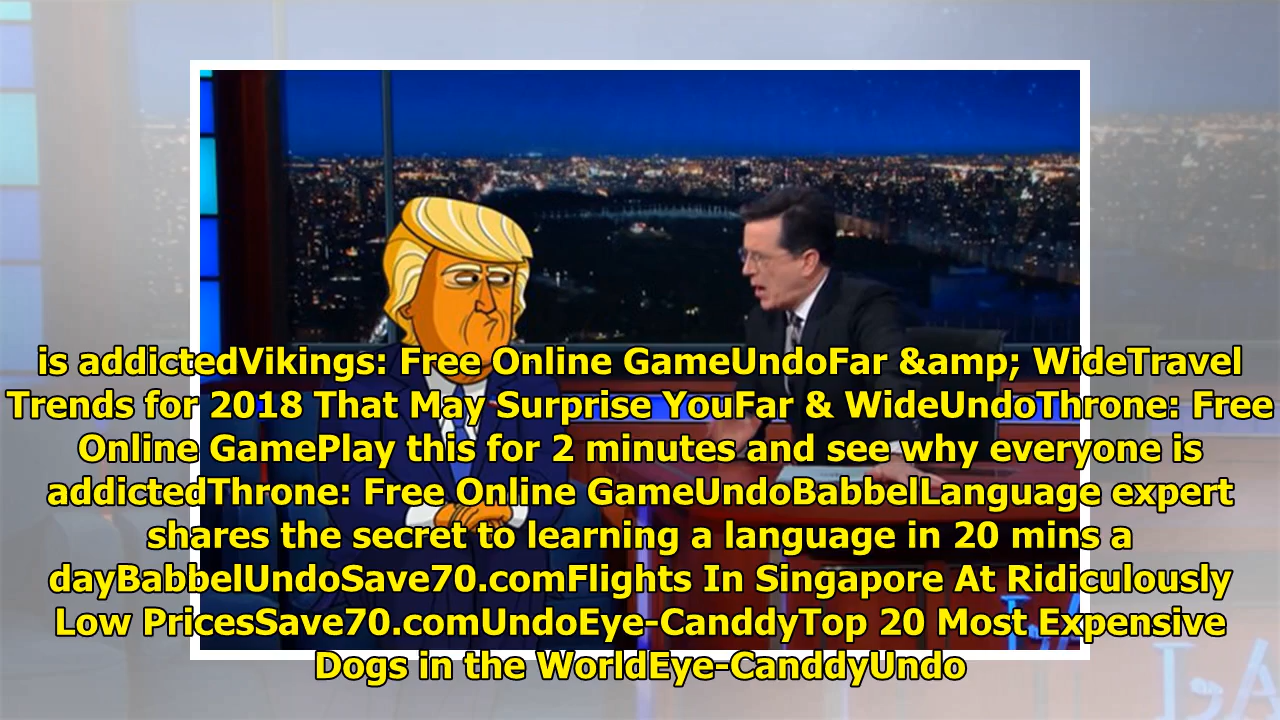 is addictedVikings: Free Online GameUndoFar &amp; WideTravel
Trends for 2018 That May Surprise YouFar & WideUndoThrone: Free
Online GamePlay this for 2 minutes and see why everyone is
addictedThrone: Free Online GameUndoBabbelLanguage expert
shares the secret to learning a language in 20 mins a
dayBabbelUndoSave70.comFlights In Singapore At Ridiculously
Low PricesSave70.comUndoEye-CanddyTop 20 Most Expensive
Dogs in the WorldEye-CanddyUndo